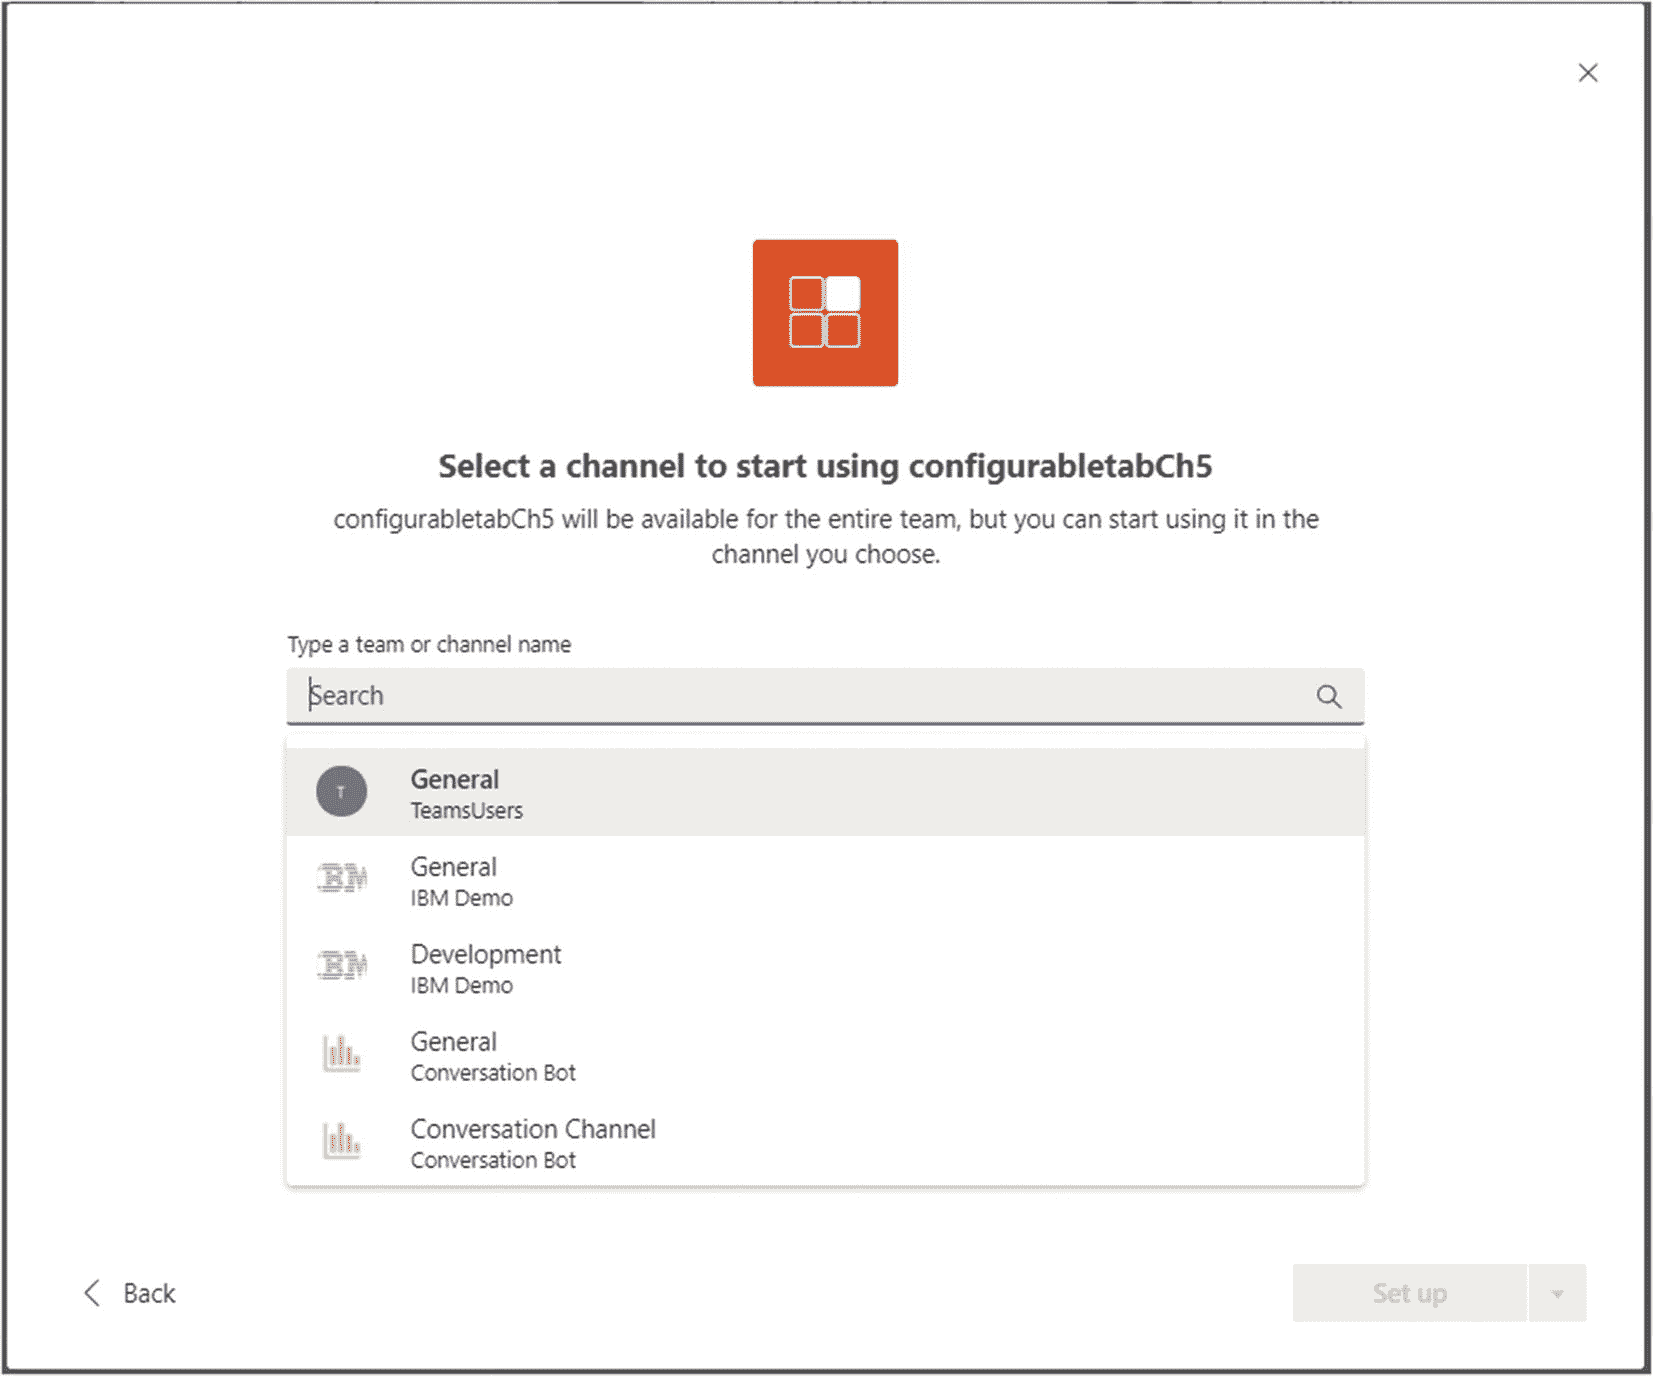 Select a channel to start using configurabletabCh5
configurabletabCh5 will be available for the entire team, but you can start using it in the
channel you choose.
Type a team or channel name
Search
T
General
TeamsUsers
IBM
General
IBM Demo
IBM
Development
IBM Demo
General
Conversation Bot
Conversation Channel
Conversation Bot
Back
Set up